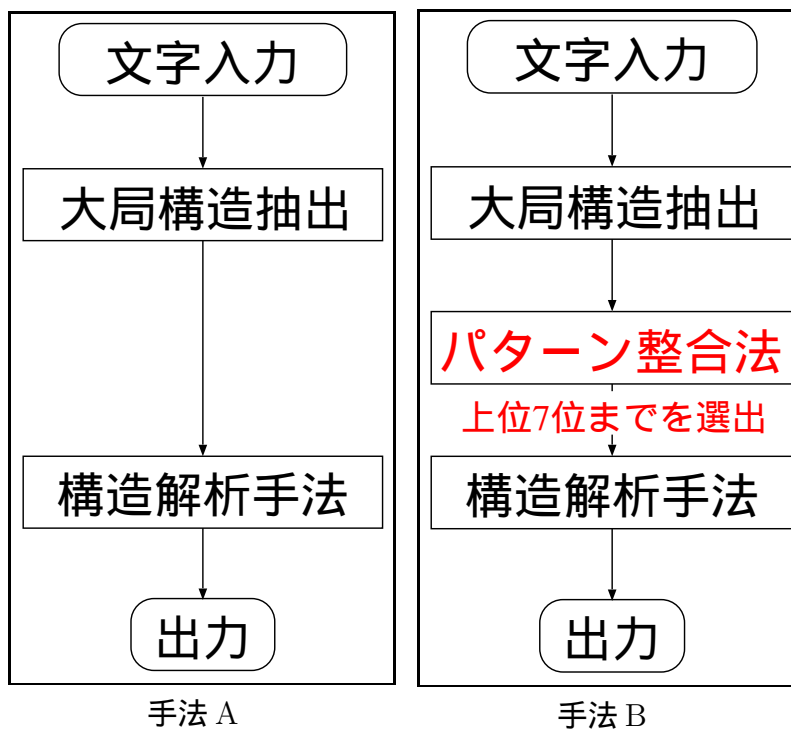 文字入力
大局構造抽出
構造解析手法
出力
手法 A
文字入力
大局構造抽出
パターン整合法
上位7位までを選出
構造解析手法
出力
手法 B